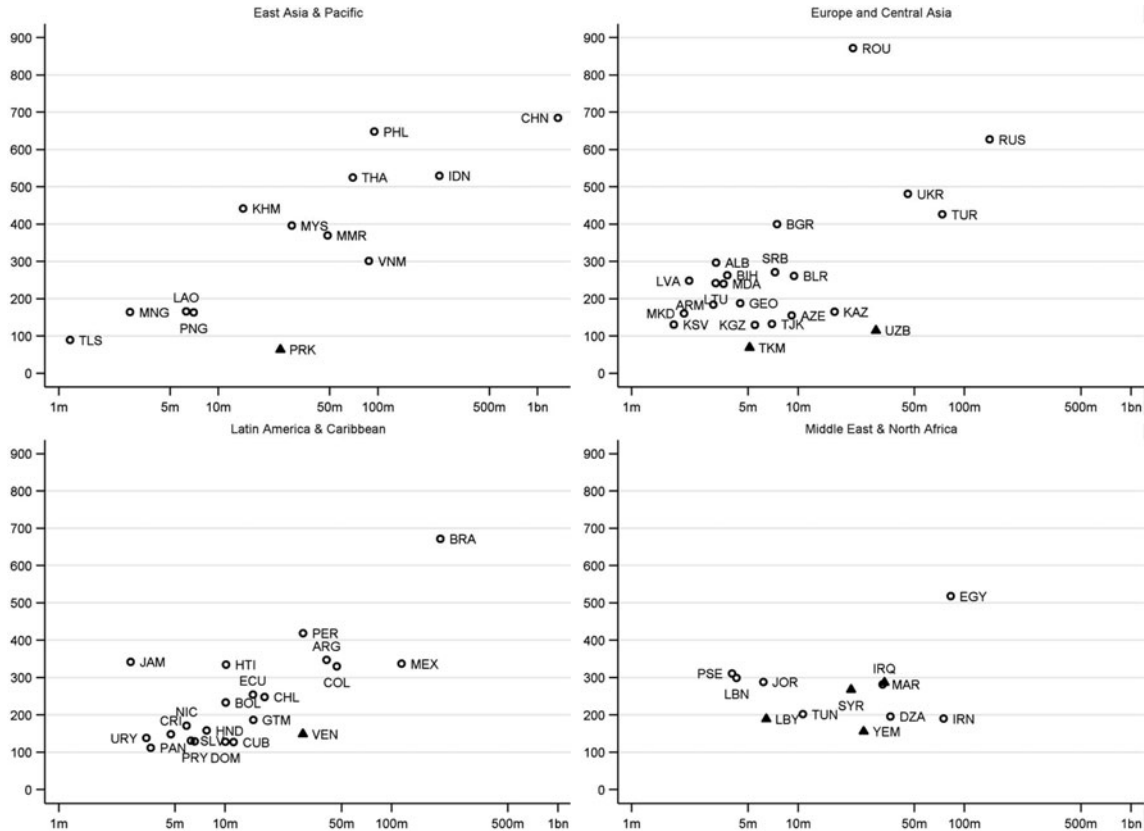 East Asia & Pacific
900
800
700
600
500
400
300
200
100
0
CHN
PHL
THA
IDN
KHM
MYS
MMR
VNM
LAO
MNG
PNG
TLS
PRK
1m
5m
10m
50m
100m
500m
1bn
Europe and Central Asia
900
800
700
600
500
400
300
200
100
0
ROU
RUS
UKR
TUR
BGR
SRB
ALB
BIH
BLR
LVA
MDA
LTU
ARM
GEO
MKD
AZE
KAZ
KSV
KGZ
TJK
UZB
TKM
1m
5m
10m
50m
100m
500m
1bn
Latin America & Caribbean
900
800
700
600
500
400
300
200
100
0
BRA
PER
ARG
JAM
HTI
MEX
COL
ECU
CHL
BOL
NIC
GTM
CRI
HND
VEN
URY
SLV
CUB
PAN
PRY
DOM
1m
5m
10m
50m
100m
500m
1bn
Middle East & North Africa
900
800
700
600
500
400
300
200
100
0
EGY
IRQ
PSE
JOR
MAR
LBN
SYR
TUN
DZA
IRN
LBY
YEM
1m
5m
10m
50m
100m
500m
1bn